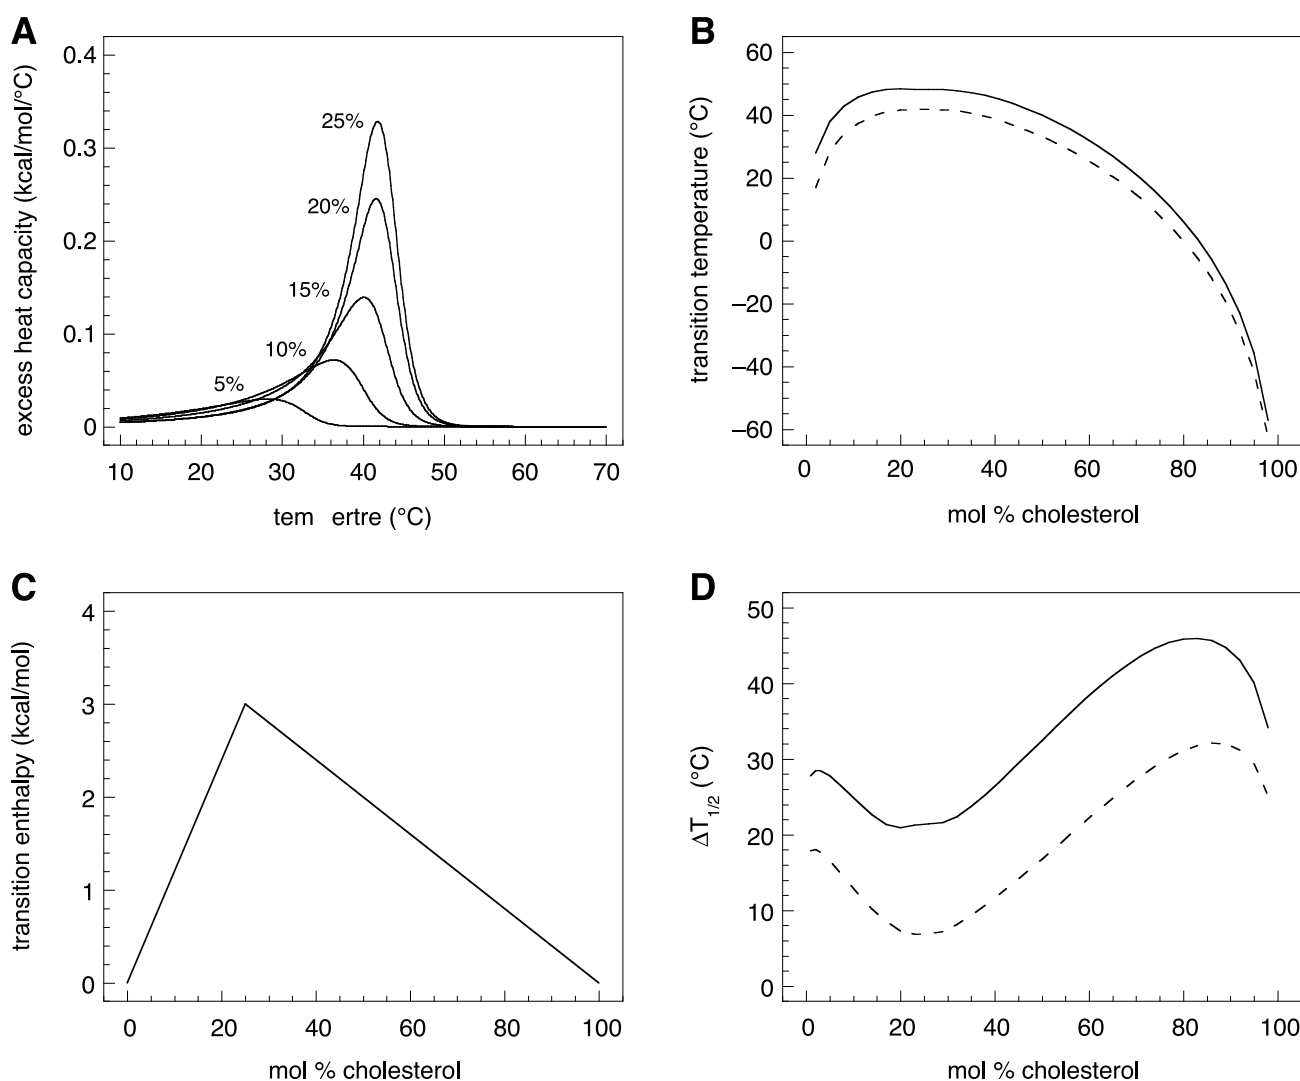 A
excess heat capacity (kcal/mol/°C)
0.4
0.3
0.2
0.1
0
25%
20%
15%
10%
5%
10 20 30 40 50 60 70
tem ertre (°C)
B
transition temperature (°C)
60
40
20
0
−20
−40
−60
0 20 40 60 80 100
mol % cholesterol
C
transition enthalpy (kcal/mol)
4
3
2
1
0
0 20 40 60 80 100
mol % cholesterol
D
ΔT1/2 (°C)
50
40
30
20
10
0
0 20 40 60 80 100
mol % cholesterol